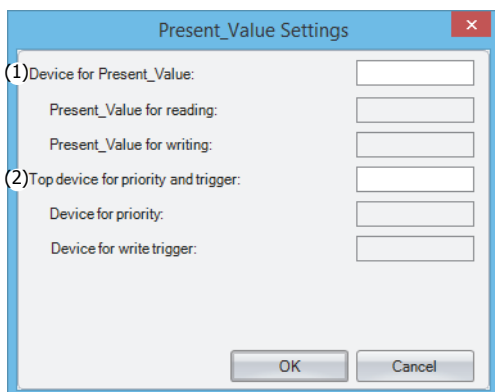 Present_Value Settings
(1) Device for Present_Value:
Present_Value for reading:
Present_Value for writing:
(2) Top device for priority and trigger:
Device for priority:
Device for write trigger:
OK Cancel